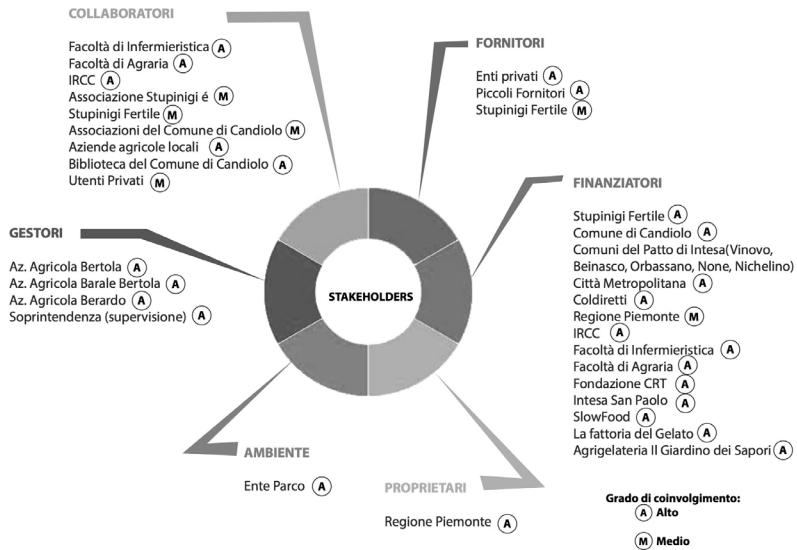 COLLABORATORI
Facoltà di Infermieristica A
Facoltà di Agraria A
IRCC A
Associazione Stupinigi é M
Stupinigi Fertile M
Associazioni del Comune di Candiolo M
Aziende agricole locali A
Biblioteca del Comune di Candiolo A
Utenti Privati M
FORNITORI
Enti privati A
Piccoli Fornitori A
Stupinigi Fertile M
FINANZIATORI
Stupinigi Fertile A
Comune di Candiolo A
Comuni del Patto di Intesa(Vinovo,
Beinasco, Orbassano, None, Nichelino)
Città Metropolitana A
Coldiretti A
Regione Piemonte M
IRCC A
Facoltà di Infermieristica A
Facoltà di Agraria A
Fondazione CRT A
Intesa San Paolo A
SlowFood A
La fattoria del Gelato A
Agrigelateria Il Giardino dei Sapori A
GESTORI
Az. Agricola Bertola A
Az. Agricola Barale Bertola A
Az. Agricola Berardo A
Soprintendenza (supervisione) A
STAKEHOLDERS
AMBIENTE
Ente Parco A
PROPRIETARI
Regione Piemonte A
Grado di coinvolgimento:
A Alto
M Medio